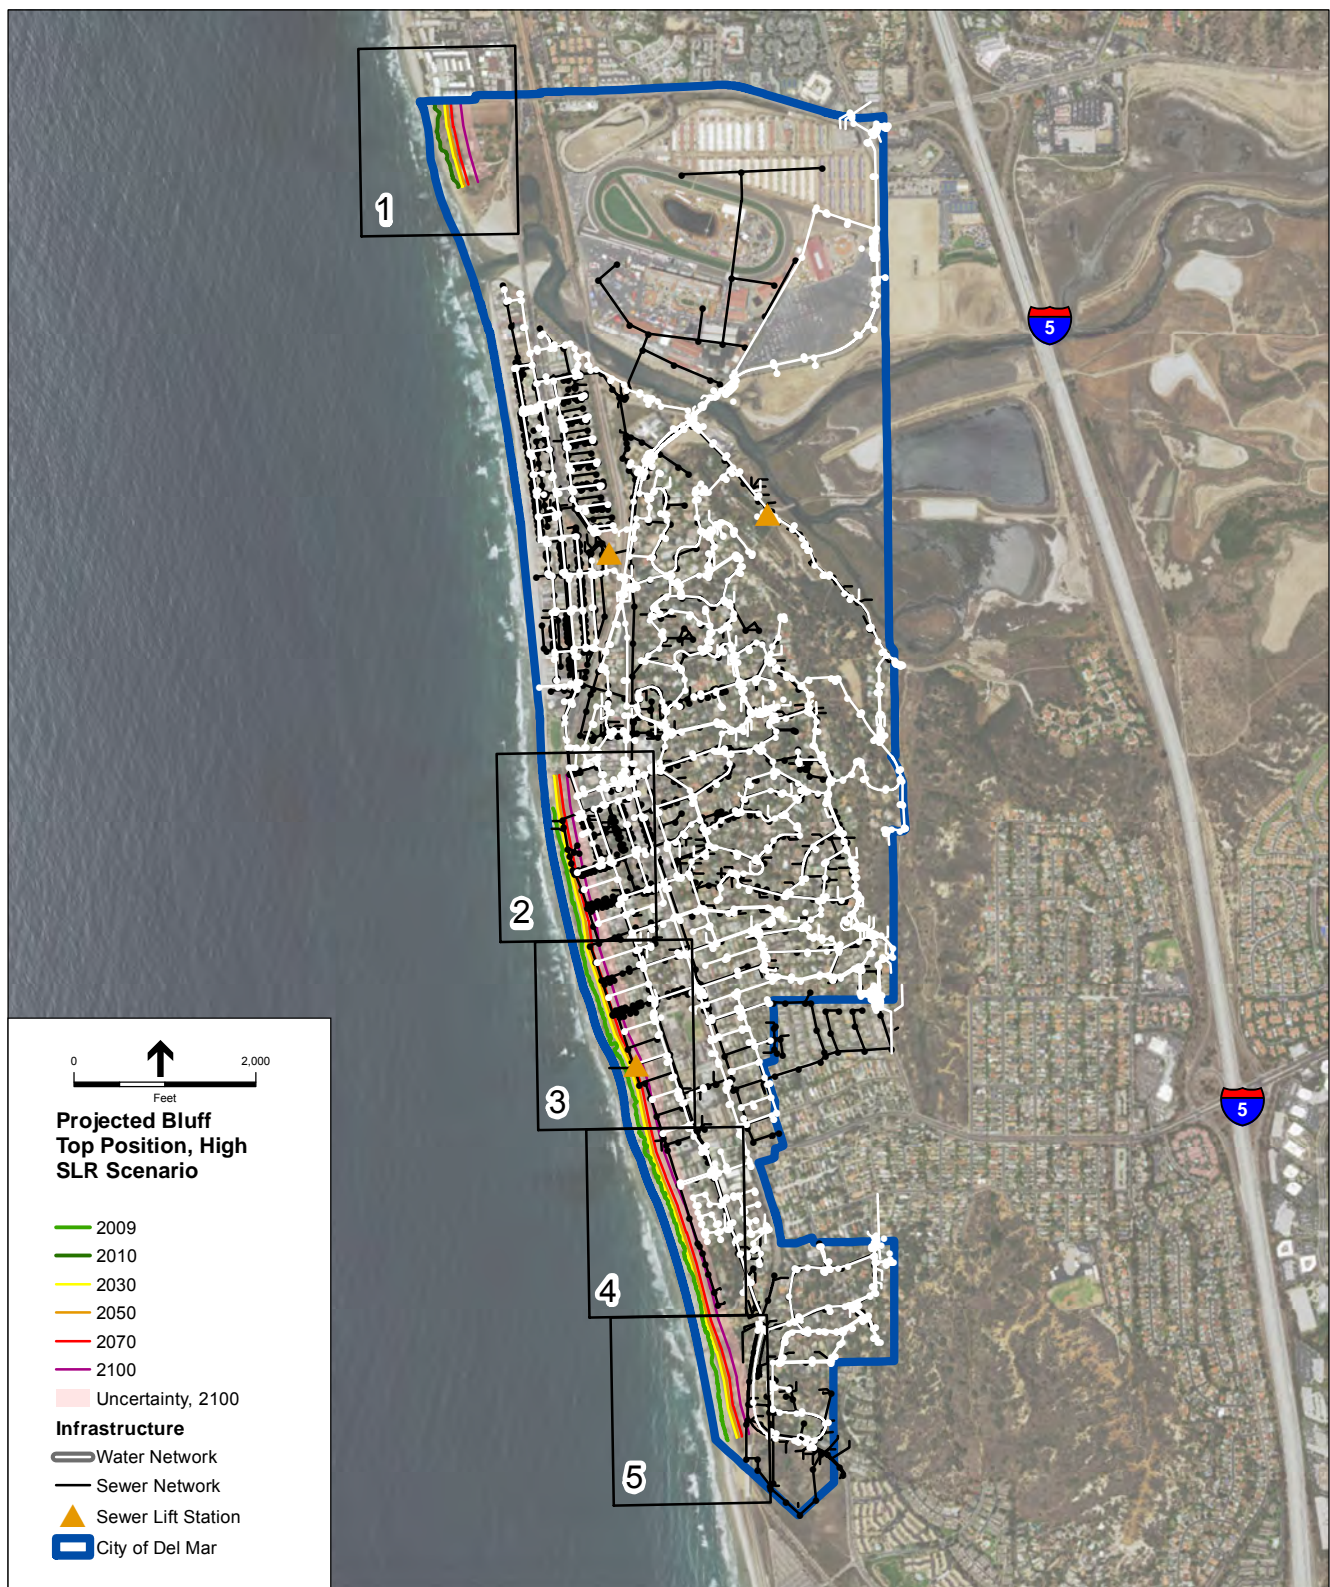 1
5
2
3
5
4
5
0 2,000
Feet
Projected Bluff
Top Position, High
SLR Scenario
2009
2010
2030
2050
2070
2100
Uncertainty, 2100
Infrastructure
Water Network
Sewer Network
Sewer Lift Station
City of Del Mar